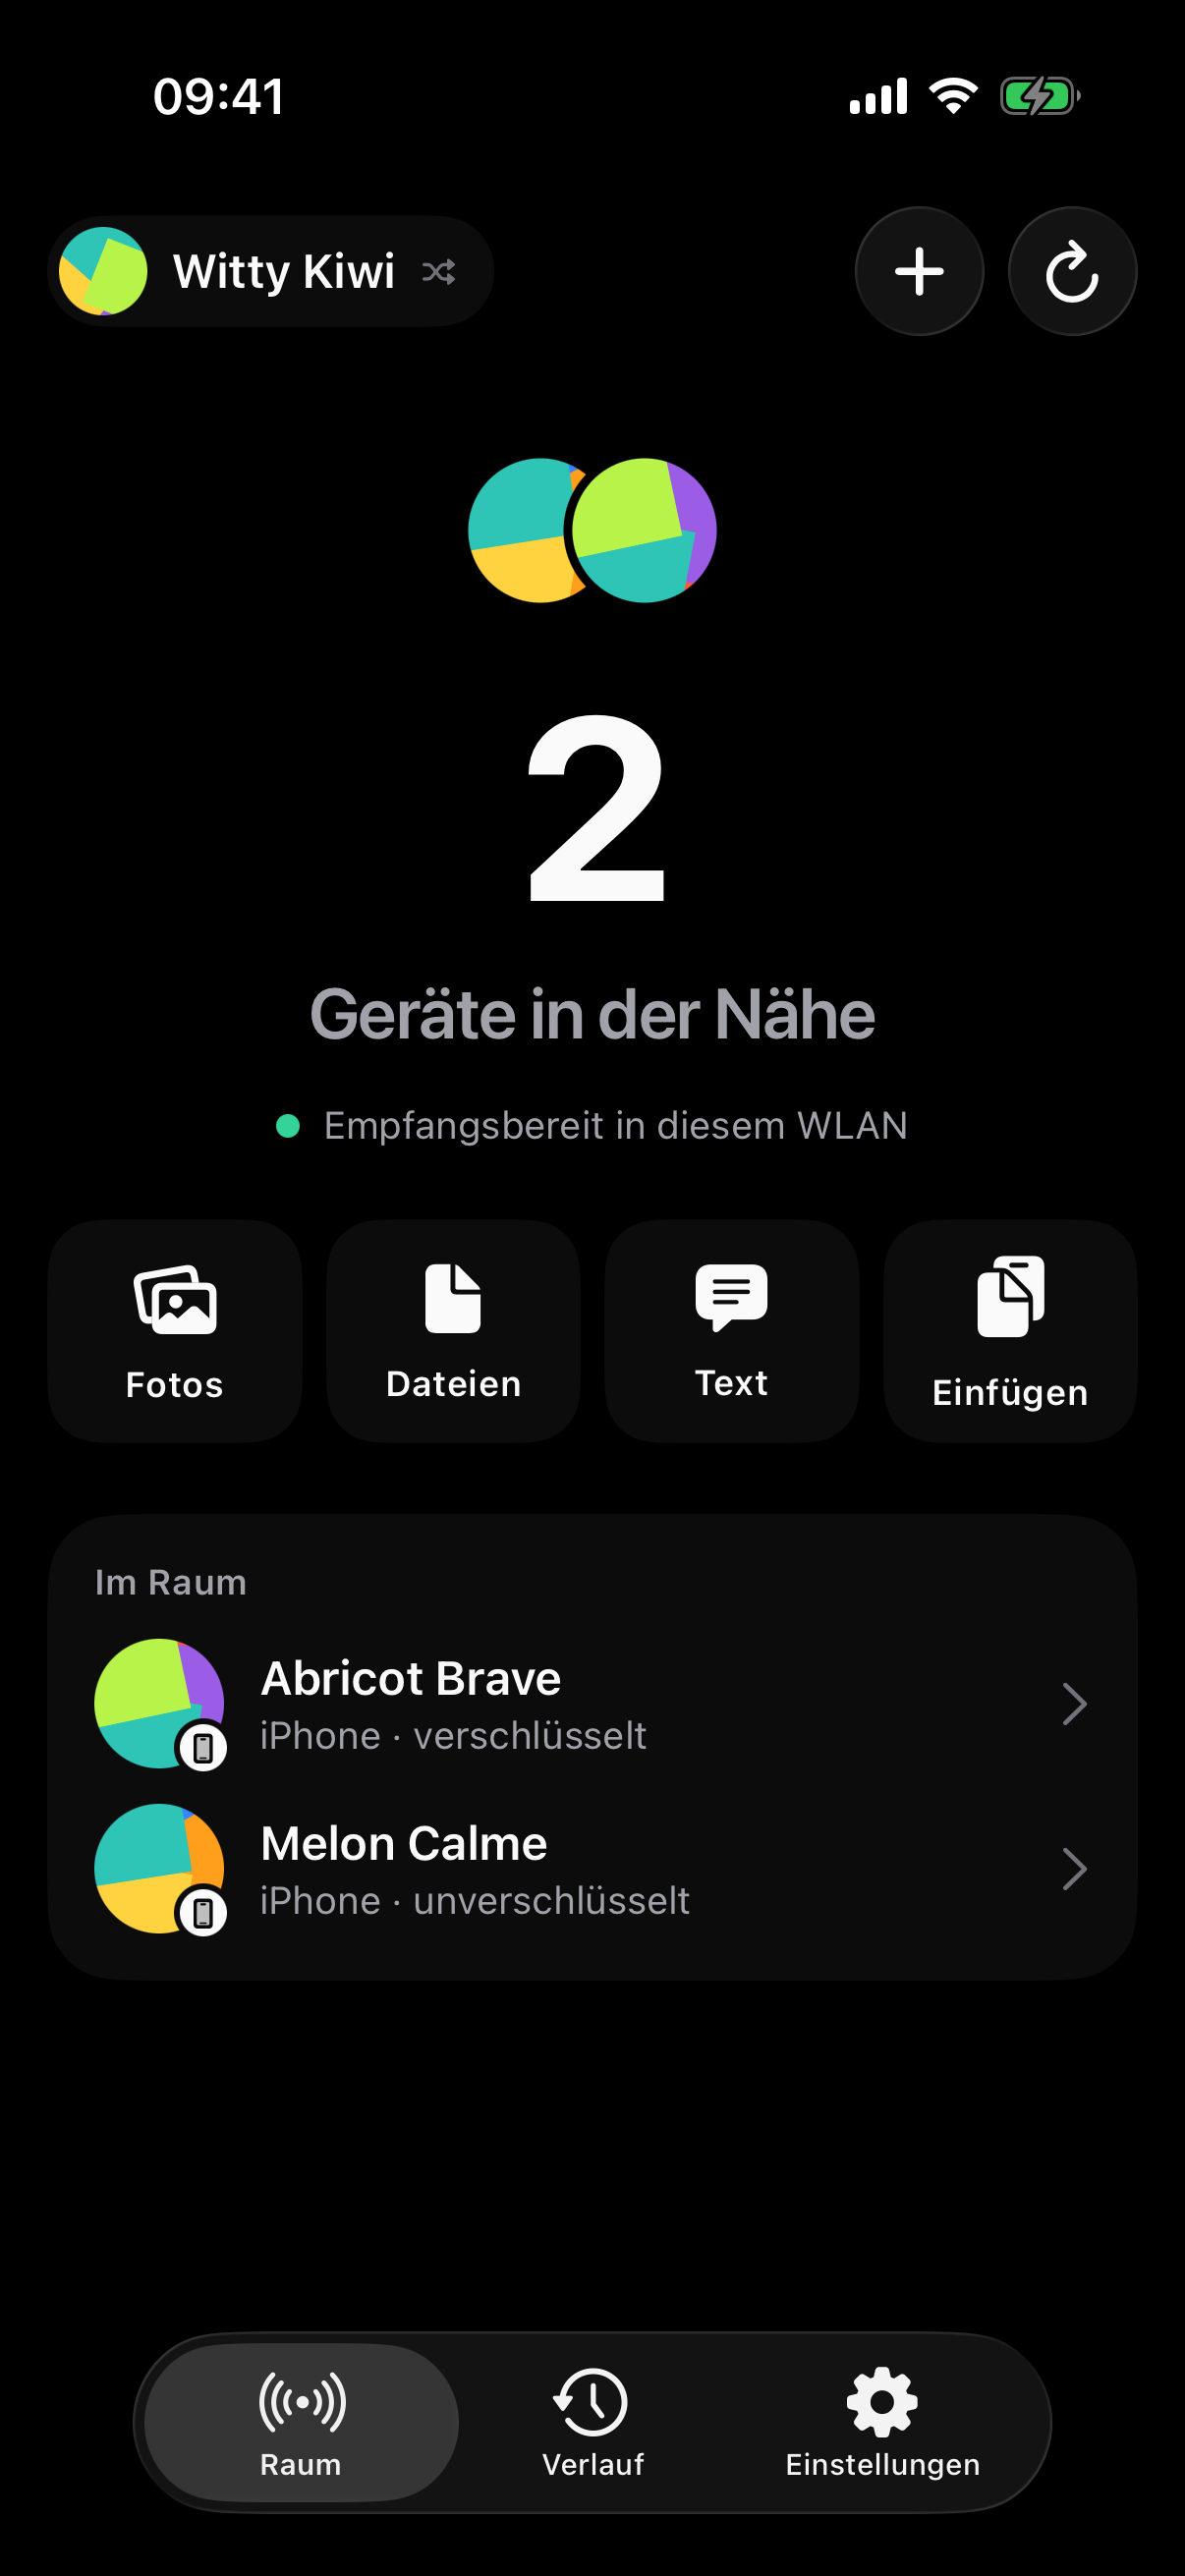 09:41
Witty Kiwi
2
Geräte in der Nähe
Empfangsbereit in diesem WLAN
Fotos
Dateien
Text
Einfügen
Im Raum
Abricot Brave
iPhone · verschlüsselt
Melon Calme
iPhone · unverschlüsselt
Raum
Verlauf
Einstellungen